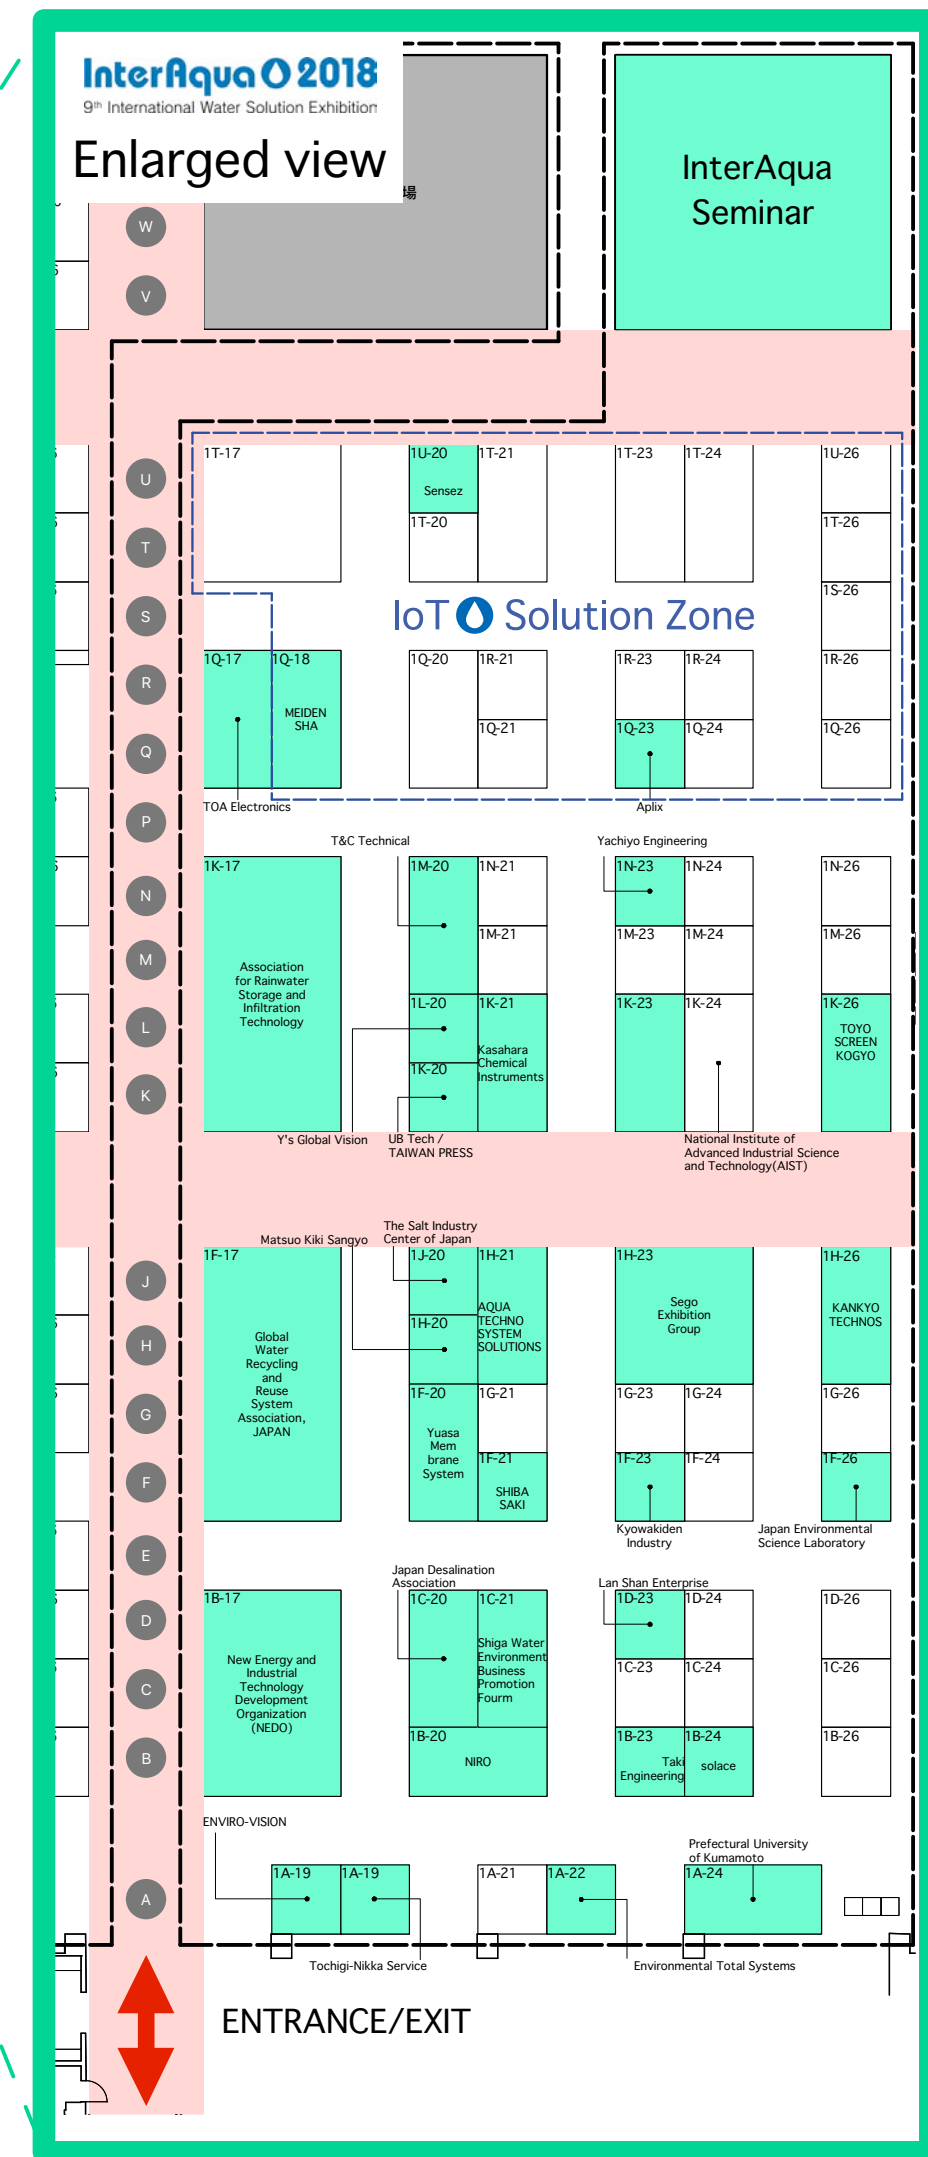 InterAqua 2018
9th International Water Solution Exhibition
Enlarged view
場
InterAqua
Seminar
W
V
U
T
S
R
Q
P
N
M
L
K
J
H
G
F
E
D
C
B
A
1T-17
1U-20
Sensez
1T-21
1T-20
1T-23
1T-24
1U-26
1T-26
1S-26
IoT Solution Zone
1Q-17
1Q-18
MEIDEN
SHA
1Q-20
1R-21
1Q-21
1R-23
1R-24
1R-26
1Q-23
1Q-24
1Q-26
TOA Electronics
Aplix
T&C Technical
Yachiyo Engineering
1K-17
Association
for Rainwater
Storage and
Infiltration
Technology
1M-20
1N-21
1M-21
1N-23
1N-24
1N-26
1M-23
1M-24
1M-26
1L-20
1K-21
Kasahara
Chemical
Instruments
1K-20
1K-23
1K-24
1K-26
TOYO
SCREEN
KOGYO
Y's Global Vision
UB Tech /
TAIWAN PRESS
National Institute of
Advanced Industrial Science
and Technology(AIST)
The Salt Industry
Center of Japan
Matsuo Kiki Sangyo
1F-17
Global
Water
Recycling
and
Reuse
System
Association,
JAPAN
1J-20
1H-21
AQUA
TECHNO
SYSTEM
SOLUTIONS
1H-20
1H-23
Sego
Exhibition
Group
1H-26
KANKYO
TECHNOS
1F-20
Yuasa
Mem
brane
System
1G-21
1F-21
SHIBA
SAKI
1G-23
1G-24
1G-26
1F-23
1F-24
1F-26
Kyowakiden
Industry
Japan Environmental
Science Laboratory
Japan Desalination
Association
Lan Shan Enterprise
1B-17
New Energy and
Industrial
Technology
Development
Organization
(NEDO)
1C-20
1C-21
Shiga Water
Environment
Business
Promotion
Fourm
1B-20
NIRO
1D-23
1D-24
1D-26
1C-23
1C-24
1C-26
1B-23
Taki
Engineering
1B-24
solace
1B-26
ENVIRO-VISION
Prefectural University
of Kumamoto
1A-19
1A-19
1A-21
1A-22
1A-24
Tochigi-Nikka Service
Environmental Total Systems
ENTRANCE/EXIT